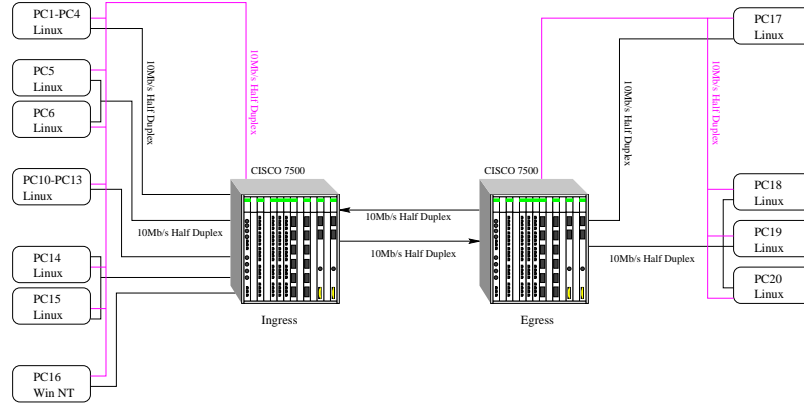 PC1-PC4
Linux
PC5
Linux
PC6
Linux
PC10-PC13
Linux
PC14
Linux
PC15
Linux
PC16
Win NT
10Mb/s Half Duplex
10Mb/s Half Duplex
10Mb/s Half Duplex
CISCO 7500
Ingress
10Mb/s Half Duplex
10Mb/s Half Duplex
CISCO 7500
Egress
10Mb/s Half Duplex
10Mb/s Half Duplex
10Mb/s Half Duplex
PC17
Linux
PC18
Linux
PC19
Linux
PC20
Linux